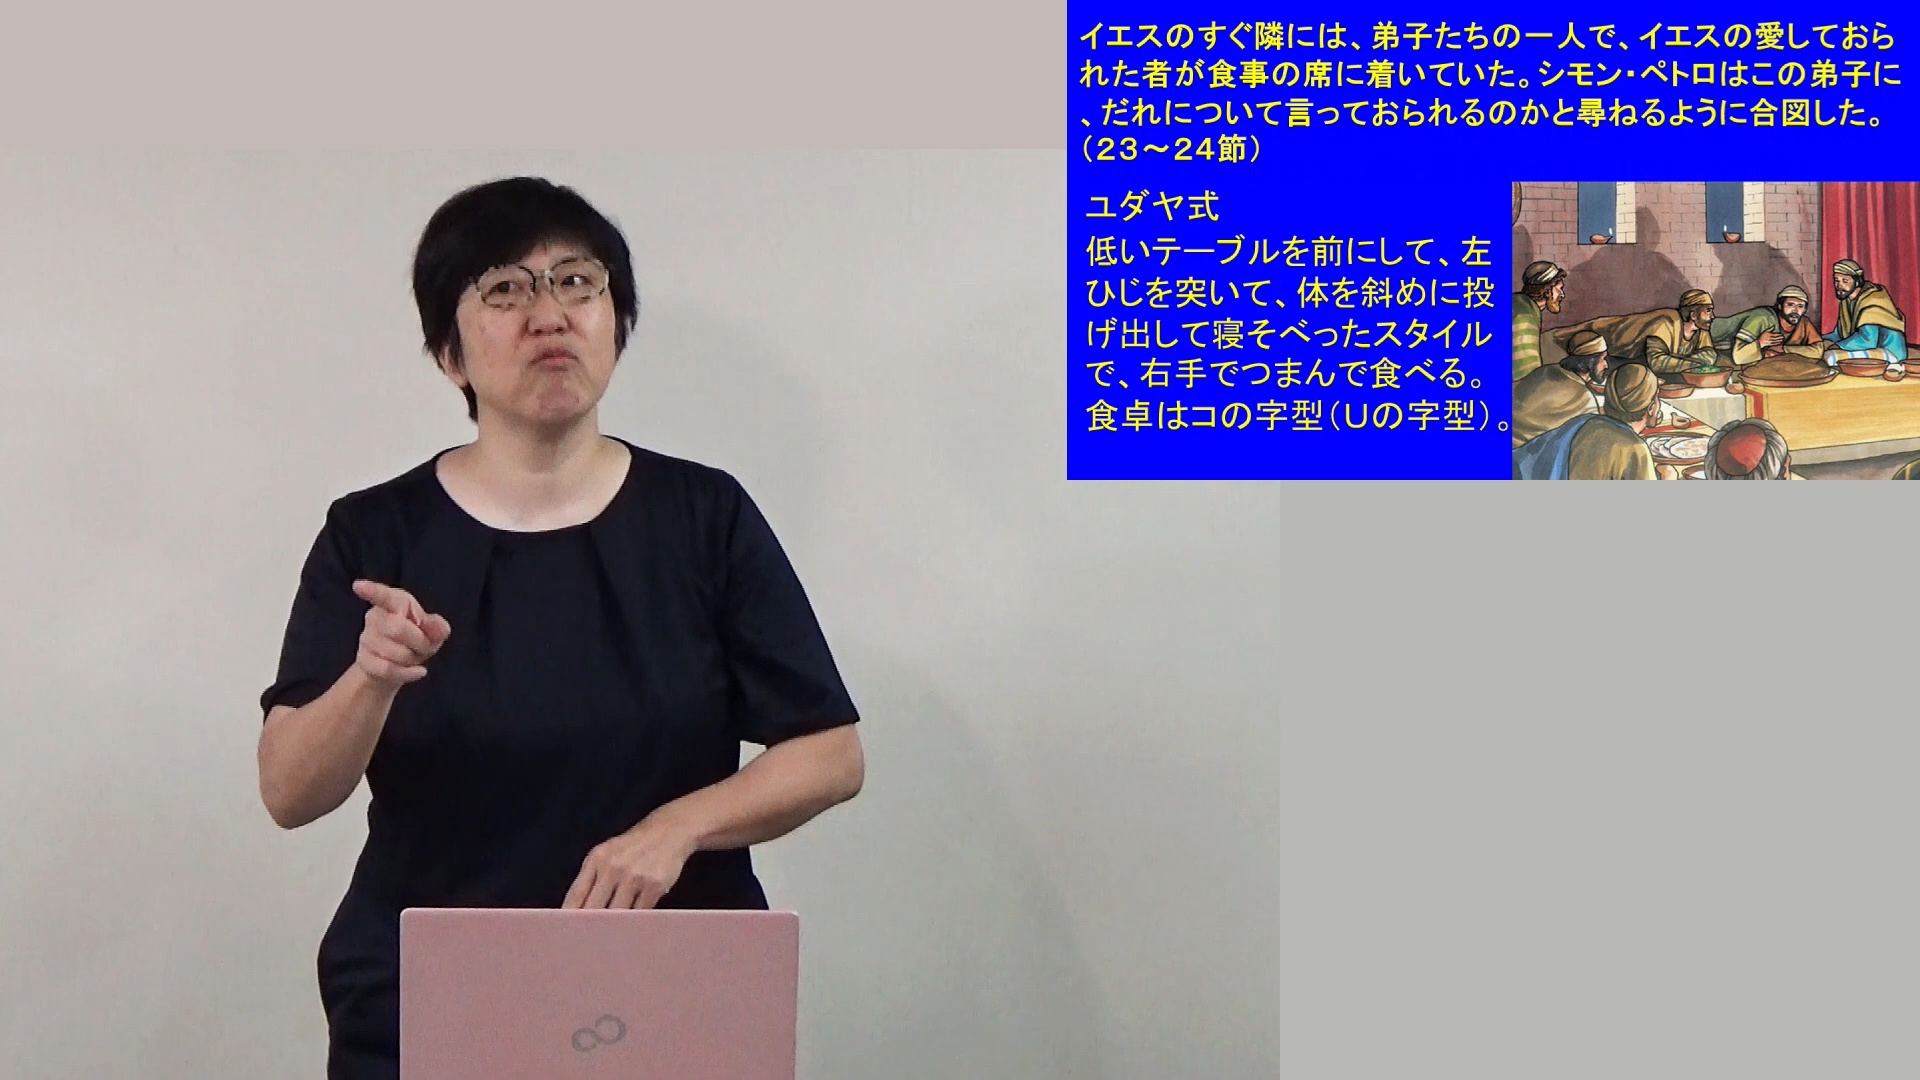 イエスのすぐ隣には、弟子たちの一人で、イエスの愛しておら
れた者が食事の席に着いていた。シモン・ペトロはこの弟子に
、だれについて言っておられるのかと尋ねるように合図した。
（２３～２４節）
ユダヤ式
低いテーブルを前にして、左
ひじを突いて、体を斜めに投
げ出して寝そべったスタイル
で、右手でつまんで食べる。
食卓はコの字型（Ｕの字型）。